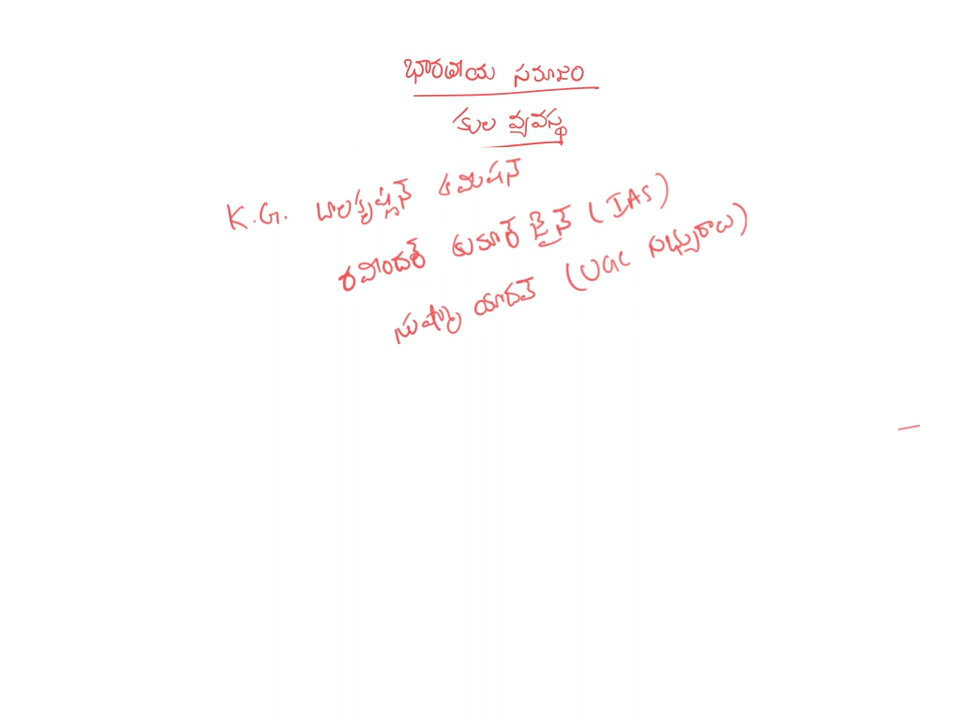 భారతీయ సమాజం
కుల వ్యవస్థ
K.G. బాలకృష్ణన్ కమిషన్
రవీందర్ కుమార్ జైన్ (IAS)
సుష్మా యాదవ్ (UGC సభ్యురాలు)